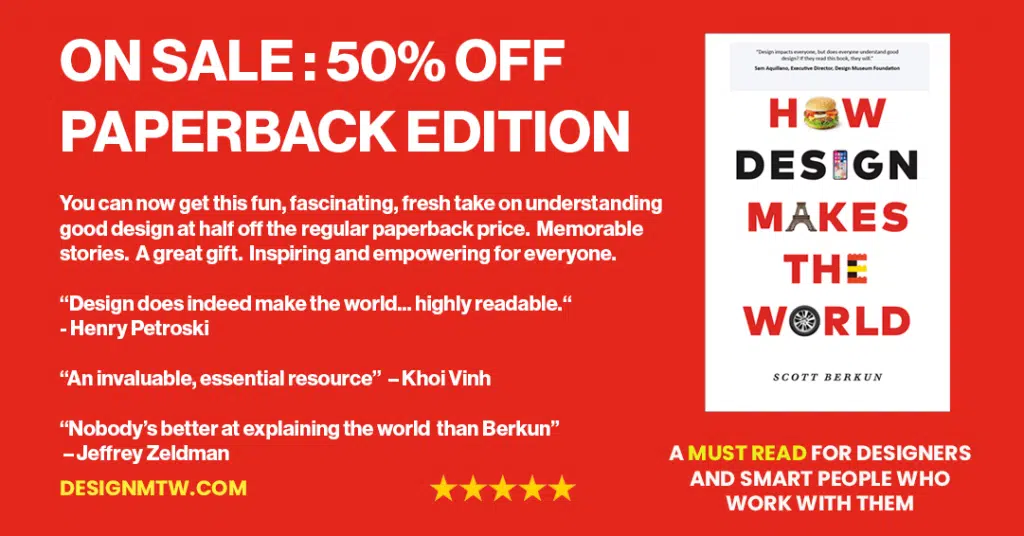 ON SALE : 50% OFF
PAPERBACK EDITION
You can now get this fun, fascinating, fresh take on understanding
good design at half off the regular paperback price. Memorable
stories. A great gift. Inspiring and empowering for everyone.
“Design does indeed make the world... highly readable.“
- Henry Petroski
“An invaluable, essential resource” – Khoi Vinh
“Nobody’s better at explaining the world than Berkun”
– Jeffrey Zeldman
DESIGNMTW.COM
“Design impacts everyone, but does everyone understand good
design? If they read this book, they will.”
Sam Aquillano, Executive Director, Design Museum Foundation
HOW
DESIGN
MAKES
THE
WORLD
SCOTT BERKUN
A MUST READ FOR DESIGNERS
AND SMART PEOPLE WHO
WORK WITH THEM